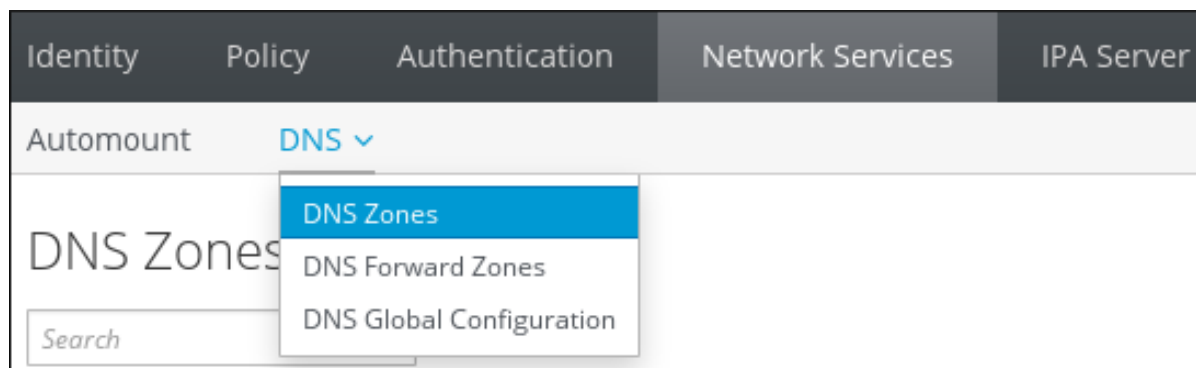 Identity Policy Authentication Network Services IPA Server
Automount DNS
DNS Zones
DNS Zones
DNS Forward Zones
DNS Global Configuration
Search